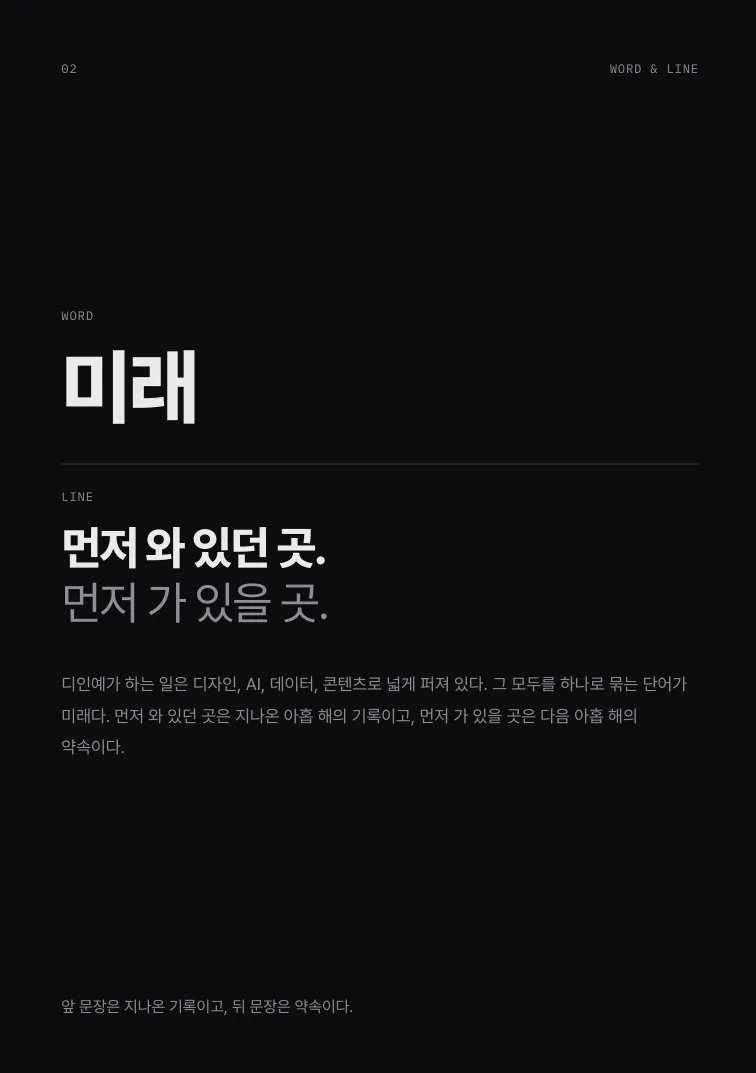 02
WORD & LINE
WORD
미래
LINE
먼저 와 있던 곳.
먼저 가 있을 곳.
디인예가 하는 일은 디자인, AI, 데이터, 콘텐츠로 넓게 퍼져 있다. 그 모두를 하나로 묶는 단어가
미래다. 먼저 와 있던 곳은 지나온 아홉 해의 기록이고, 먼저 가 있을 곳은 다음 아홉 해의
약속이다.
앞 문장은 지나온 기록이고, 뒤 문장은 약속이다.